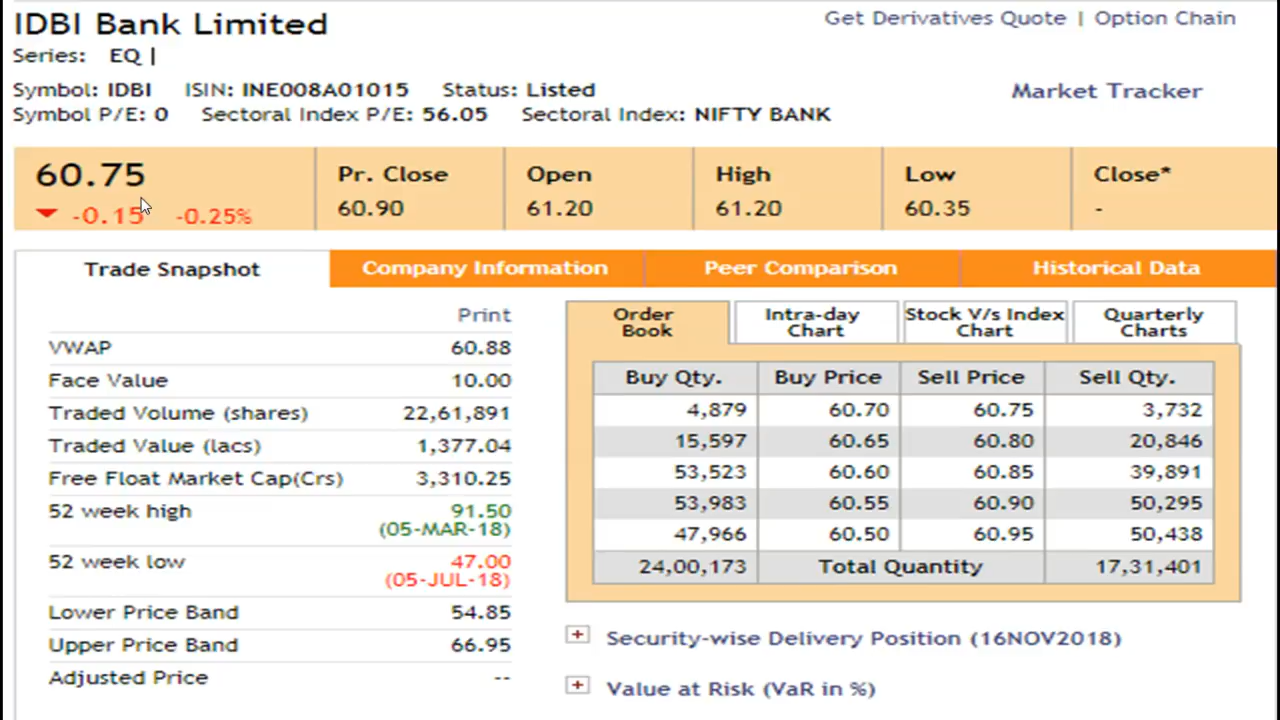 IDBI Bank Limited
Get Derivatives Quote | Option Chain
Series: EQ |
Symbol: IDBI ISIN: INE008A01015 Status: Listed
Market Tracker
Symbol P/E: 0 Sectoral Index P/E: 56.05 Sectoral Index: NIFTY BANK
60.75 Pr. Close Open High Low Close*
-0.15 -0.25% 60.90 61.20 61.20 60.35 -
Trade Snapshot Company Information Peer Comparison Historical Data
Print
VWAP 60.88
Face Value 10.00
Traded Volume (shares) 22,61,891
Traded Value (lacs) 1,377.04
Free Float Market Cap(Crs) 3,310.25
52 week high 91.50
(05-MAR-18)
52 week low 47.00
(05-JUL-18)
Lower Price Band 54.85
Upper Price Band 66.95
Adjusted Price --
Order Intra-day Stock V/s Index Quarterly
Book Chart Chart Charts
Buy Qty. Buy Price Sell Price Sell Qty.
4,879 60.70 60.75 3,732
15,597 60.65 60.80 20,846
53,523 60.60 60.85 39,891
53,983 60.55 60.90 50,295
47,966 60.50 60.95 50,438
24,00,173 Total Quantity 17,31,401
+ Security-wise Delivery Position (16NOV2018)
+ Value at Risk (VaR in %)